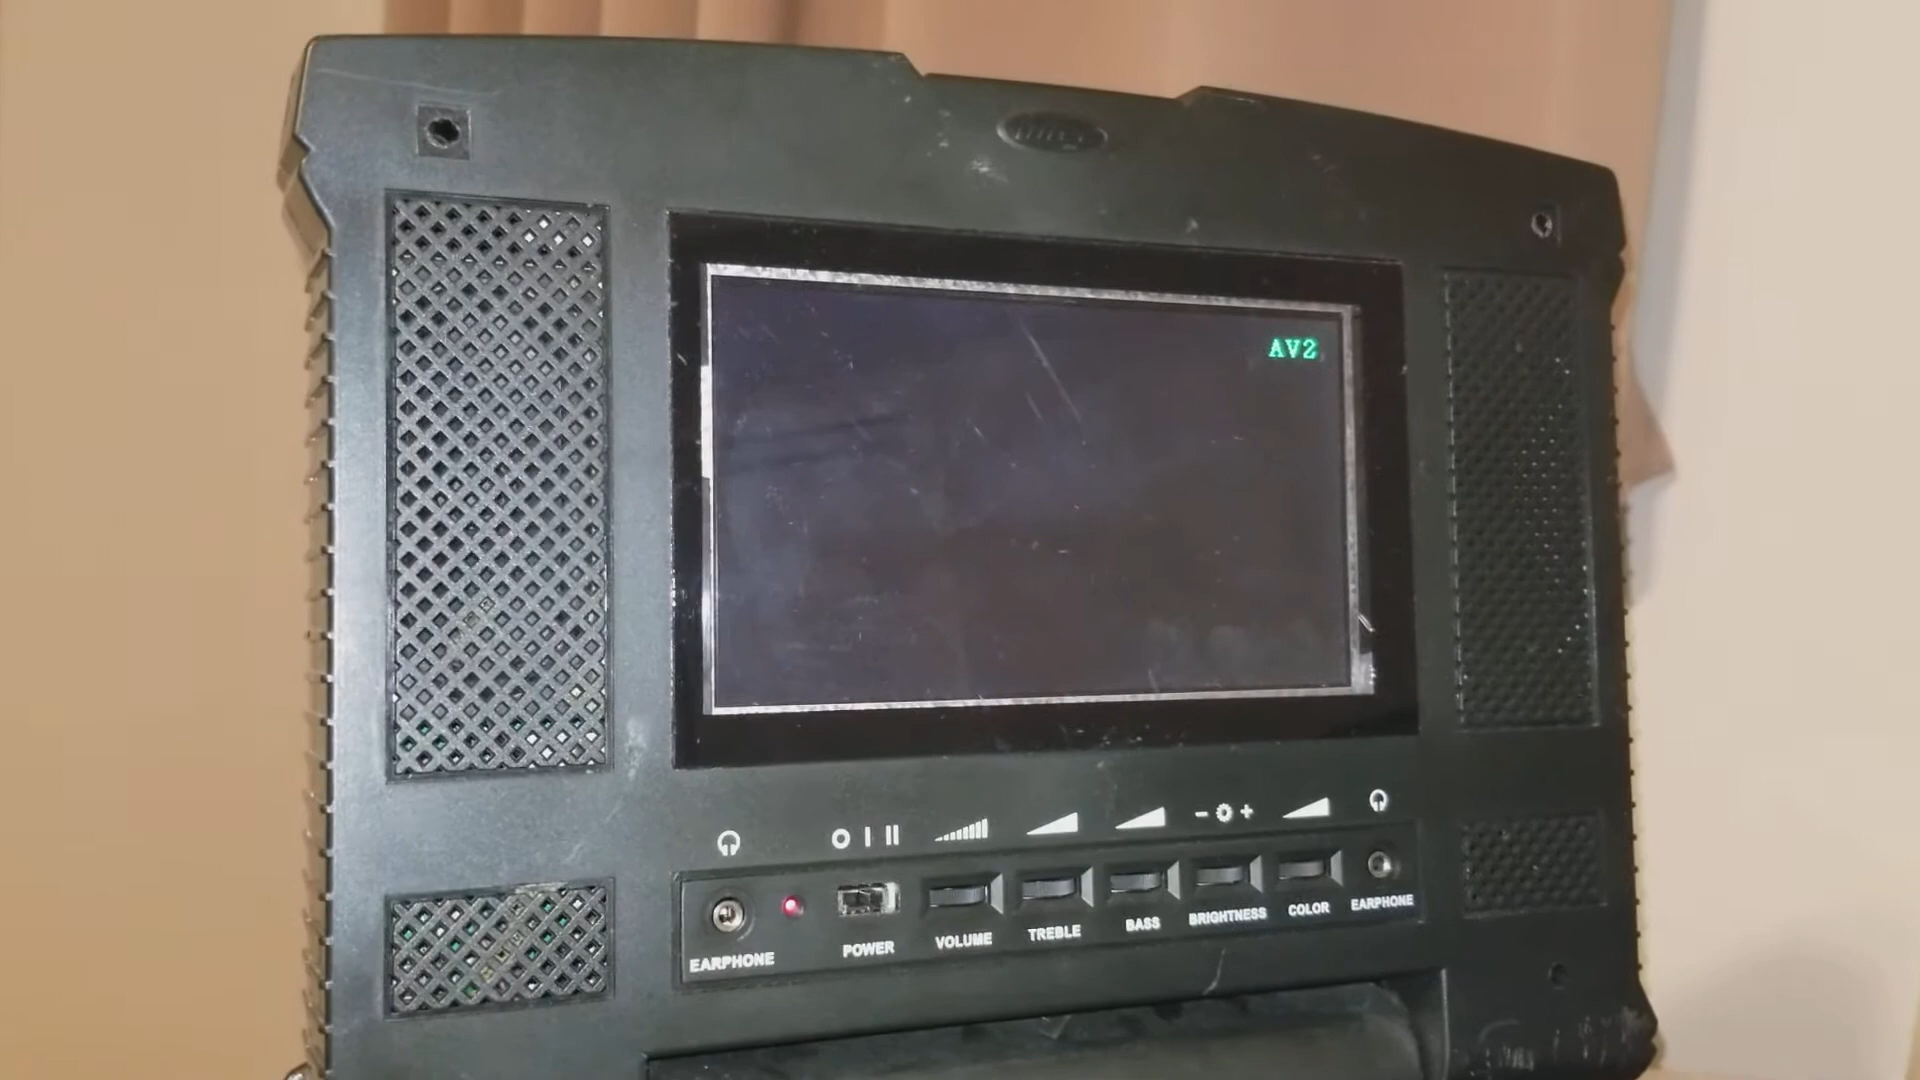 AV2
EARPHONE
POWER
VOLUME
TREBLE
BASS
BRIGHTNESS
COLOR
EARPHONE